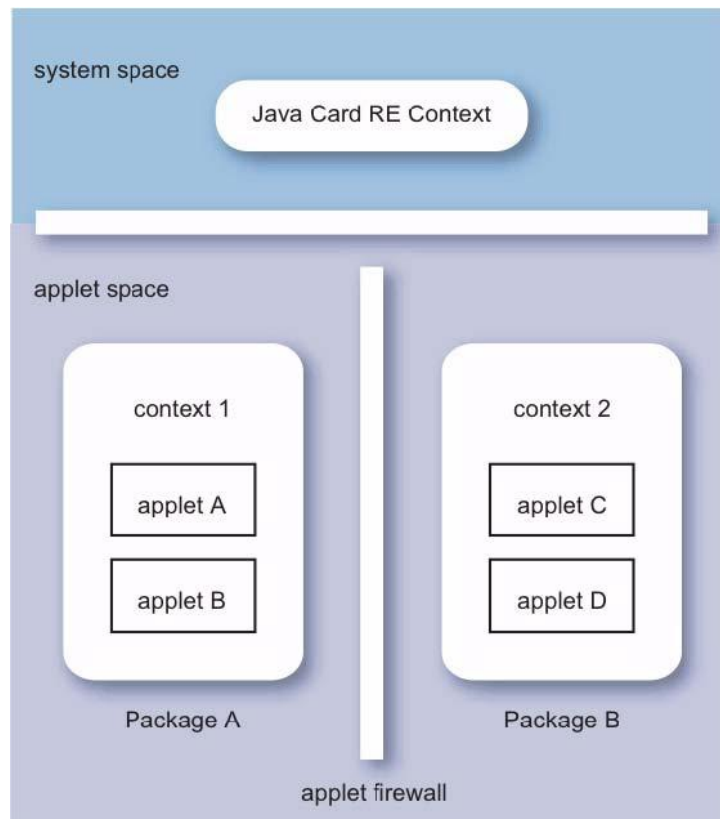 system space
Java Card RE Context
applet space
context 1
applet A
applet B
Package A
context 2
applet C
applet D
Package B
applet firewall